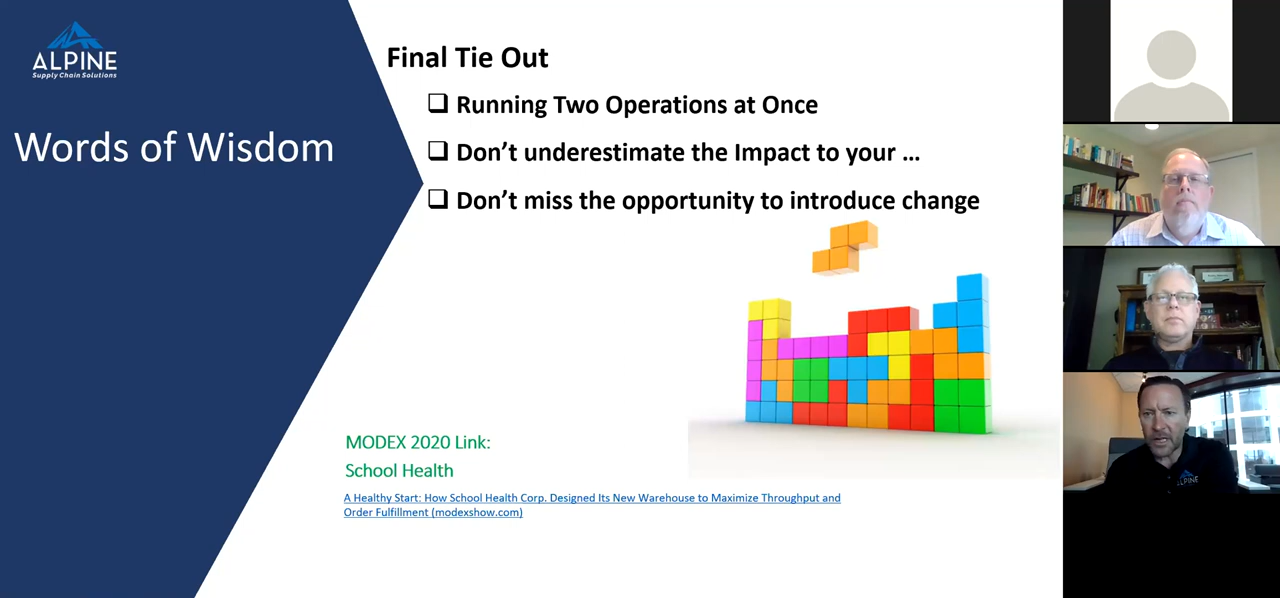 ALPINE
Supply Chain Solutions
Words of Wisdom
Final Tie Out
Running Two Operations at Once
Don’t underestimate the Impact to your …
Don’t miss the opportunity to introduce change
MODEX 2020 Link:
School Health
A Healthy Start: How School Health Corp. Designed Its New Warehouse to Maximize Throughput and
Order Fulfillment (modexshow.com)
ALPINE